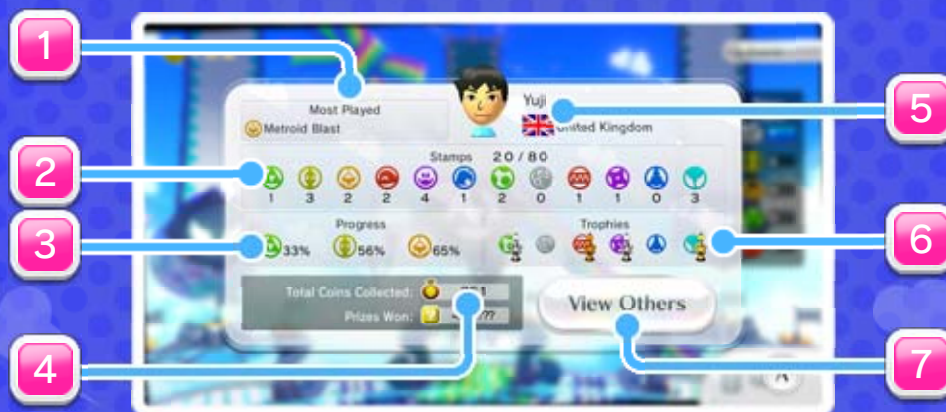 1
Most Played
Metroid Blast
Yuji
United Kingdom
5
Stamps 20/80
2
1 3 2 2 4 1 2 0 1 1 0 3
Progress
Trophies
3
33% 56% 65%
6
Total Coins Collected:
View Others
Prizes Won:
4
7
A